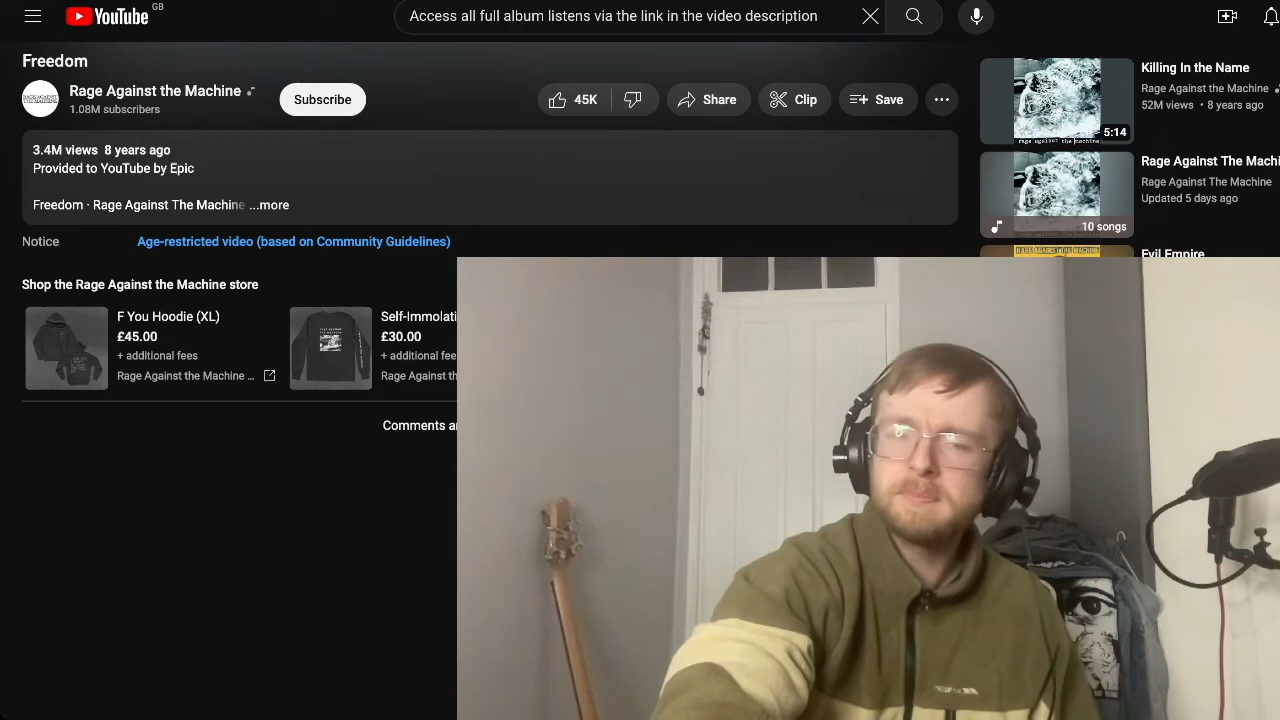 YouTube GB
Access all full album listens via the link in the video description
Freedom
Rage Against the Machine
1.08M subscribers
Subscribe
45K
Share
Clip
Save
3.4M views 8 years ago
Provided to YouTube by Epic
Freedom · Rage Against The Machine ...more
Notice
Age-restricted video (based on Community Guidelines)
Shop the Rage Against the Machine store
F You Hoodie (XL)
£45.00
+ additional fees
Rage Against the Machine ...
Self-Immolati
£30.00
+ additional fees
Rage Against th
Comments a
Killing In the Name
Rage Against the Machine
52M views • 8 years ago
5:14
rage against the machine
Rage Against The Machi
Rage Against The Machine
Updated 5 days ago
10 songs
Evil Empire